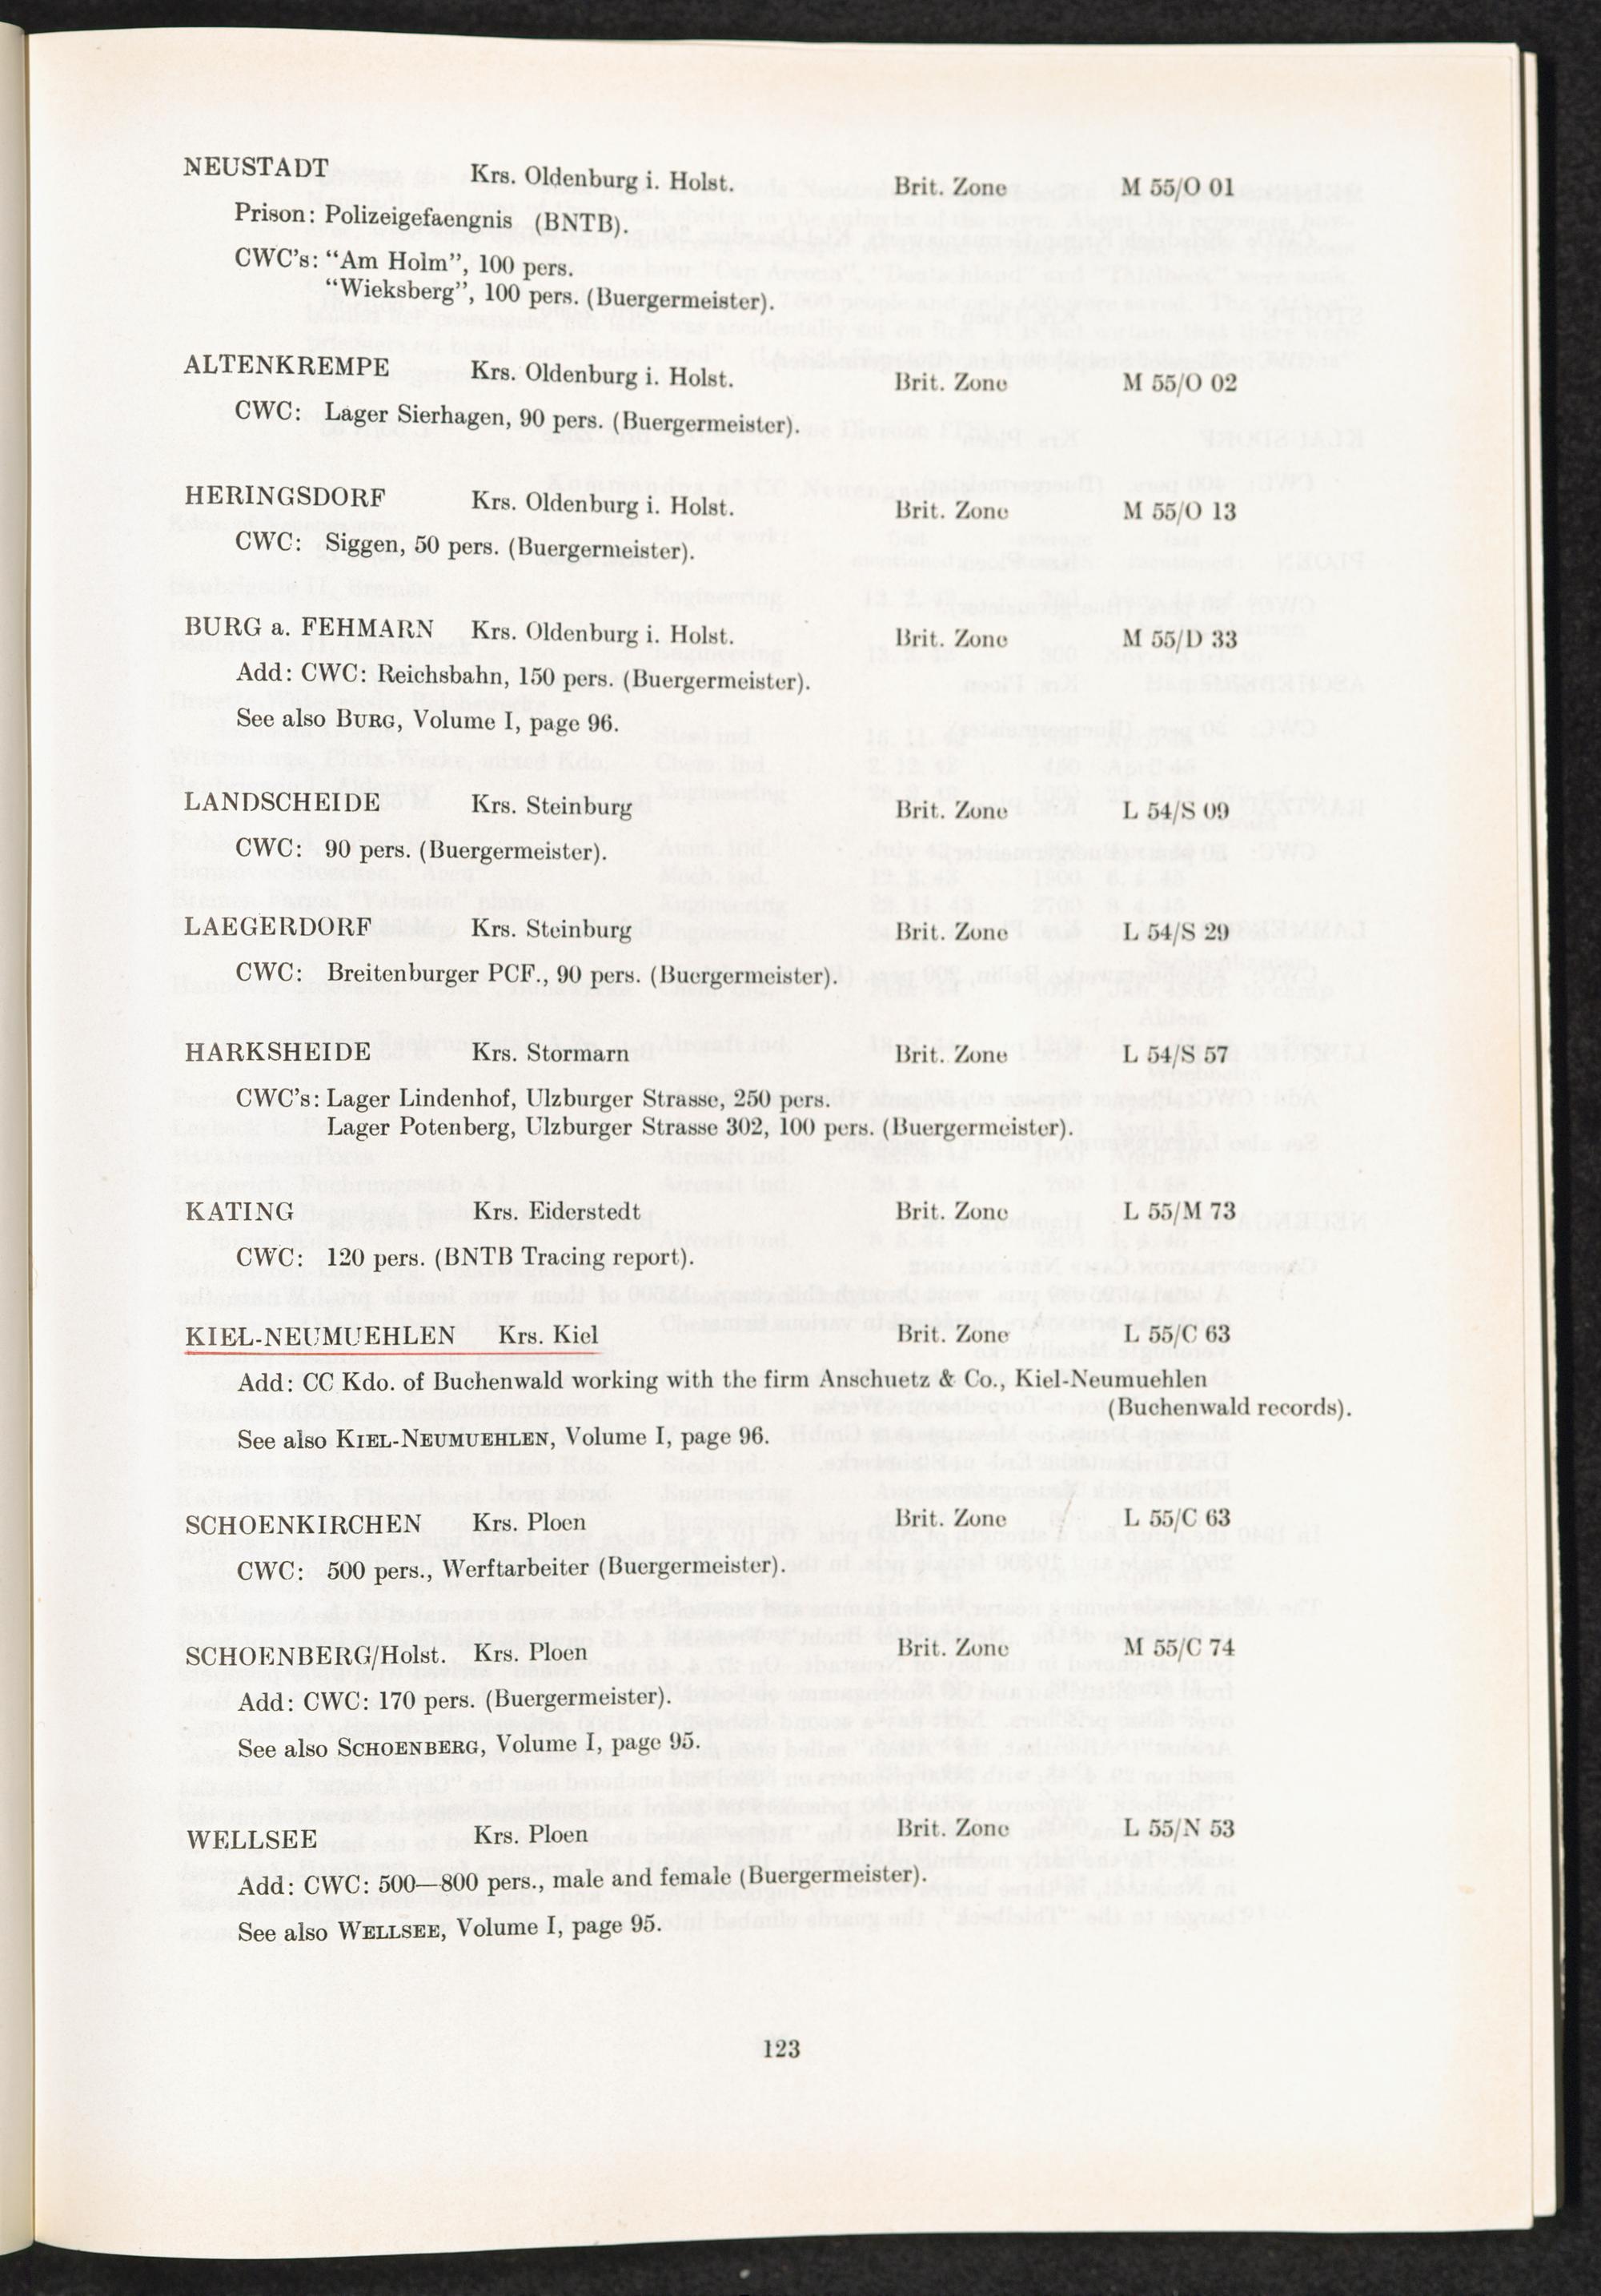 NEUSTADT Krs. Oldenburg i. Holst. Brit. Zone M 55/O 01
Prison: Polizeigefaengnis (BNTB).
CWC's: “Am Holm”, 100 pers.
“Wieksberg”, 100 pers. (Buergermeister).
ALTENKREMPE Krs. Oldenburg i. Holst. Brit. Zone M 55/O 02
CWC: Lager Sierhagen, 90 pers. (Buergermeister).
HERINGSDORF Krs. Oldenburg i. Holst. Brit. Zone M 55/O 13
CWC: Siggen, 50 pers. (Buergermeister).
BURG a. FEHMARN Krs. Oldenburg i. Holst. Brit. Zone M 55/D 33
Add: CWC: Reichsbahn, 150 pers. (Buergermeister).
See also BURG, Volume I, page 96.
LANDSCHEIDE Krs. Steinburg Brit. Zone L 54/S 09
CWC: 90 pers. (Buergermeister).
LAEGERDORF Krs. Steinburg Brit. Zone L 54/S 29
CWC: Breitenburger PCF., 90 pers. (Buergermeister).
HARKSHEIDE Krs. Stormarn Brit. Zone L 54/S 57
CWC's: Lager Lindenhof, Ulzburger Strasse, 250 pers.
Lager Potenberg, Ulzburger Strasse 302, 100 pers. (Buergermeister).
KATING Krs. Eiderstedt Brit. Zone L 55/M 73
CWC: 120 pers. (BNTB Tracing report).
KIEL-NEUMUEHLEN Krs. Kiel Brit. Zone L 55/C 63
Add: CC Kdo. of Buchenwald working with the firm Anschuetz & Co., Kiel-Neumuehlen
(Buchenwald records).
See also KIEL-NEUMUEHLEN, Volume I, page 96.
SCHOENKIRCHEN Krs. Ploen Brit. Zone L 55/C 63
CWC: 500 pers., Werftarbeiter (Buergermeister).
SCHOENBERG/Holst. Krs. Ploen Brit. Zone M 55/C 74
Add: CWC: 170 pers. (Buergermeister).
See also SCHOENBERG, Volume I, page 95.
WELLSEE Krs. Ploen Brit. Zone L 55/N 53
Add: CWC: 500—800 pers., male and female (Buergermeister).
See also WELLSEE, Volume I, page 95.
123